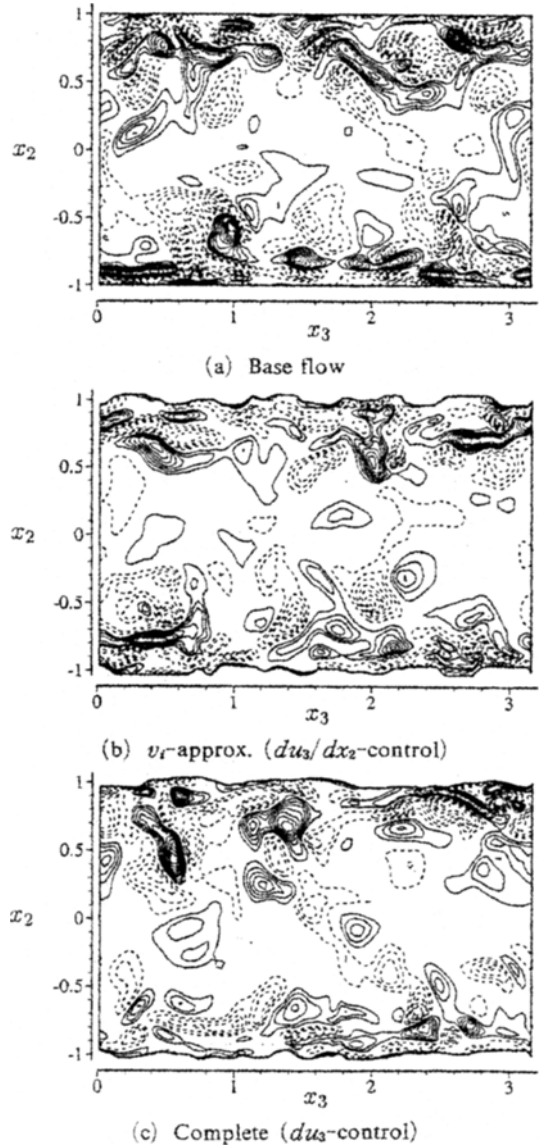 1
0.5
x₂
0
-0.5
-1
0 1 2 3
x₃
(a) Base flow
1
0.5
x₂
0
-0.5
-1
0 1 2 3
x₃
(b) vᵢ-approx. (du₃/dx₂-control)
1
0.5
x₂
0
-0.5
-1
0 1 2 3
x₃
(c) Complete (du₃-control)